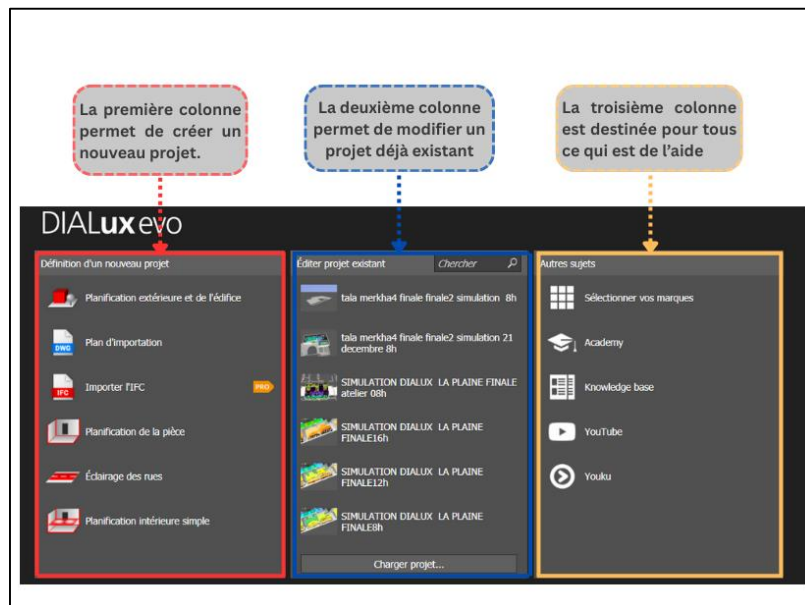 La première colonne
permet de créer un
nouveau projet.
La deuxième colonne
permet de modifier un
projet déjà existant
La troisième colonne
est destinée pour tous
ce qui est de l’aide
DIALux evo
Définition d'un nouveau projet
Planification extérieure et de l'édifice
DWG
Plan d'importation
IFC
Importer l'IFC
PRO
Planification de la pièce
Éclairage des rues
Planification intérieure simple
Éditer projet existant
Chercher
tala merkha4 finale finale2 simulation 8h
tala merkha4 finale finale2 simulation 21
decembre 8h
SIMULATION DIALUX LA PLAINE FINALE
atelier 08h
SIMULATION DIALUX LA PLAINE
FINALE16h
SIMULATION DIALUX LA PLAINE
FINALE12h
SIMULATION DIALUX LA PLAINE
FINALE8h
Charger projet...
Autres sujets
Sélectionner vos marques
Academy
Knowledge base
YouTube
Youku